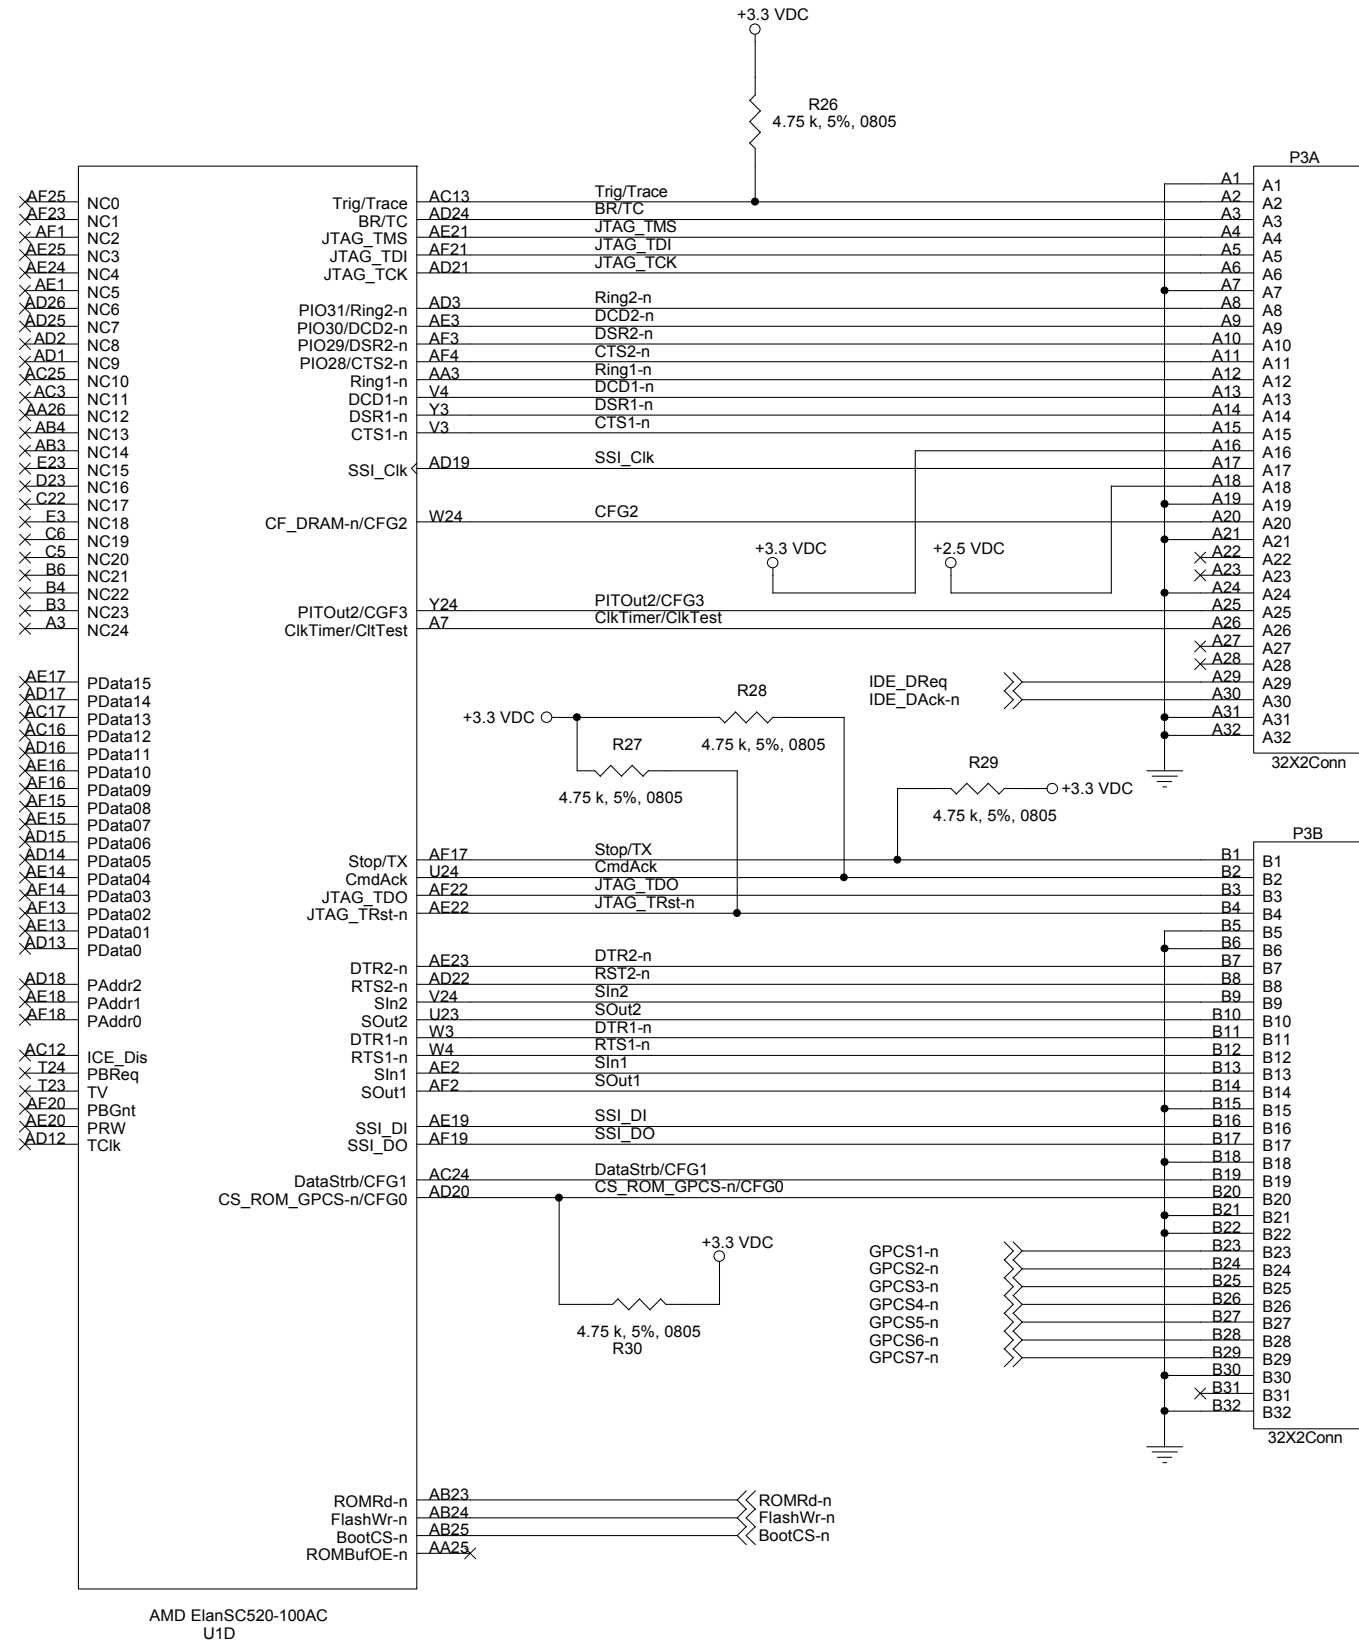 +3.3 VDC
R26
4.75 k, 5%, 0805
P3A
AF25 NC0
AF23 NC1
AF1 NC2
AE25 NC3
AE24 NC4
AE1 NC5
AD26 NC6
AD25 NC7
AD2 NC8
AD1 NC9
AC25 NC10
AC3 NC11
AA26 NC12
AB4 NC13
AB3 NC14
E23 NC15
D23 NC16
C22 NC17
E3 NC18
C6 NC19
C5 NC20
B6 NC21
B4 NC22
B3 NC23
A3 NC24
AE17 PData15
AD17 PData14
AC17 PData13
AC16 PData12
AD16 PData11
AE16 PData10
AF16 PData09
AF15 PData08
AE15 PData07
AD15 PData06
AD14 PData05
AE14 PData04
AF14 PData03
AF13 PData02
AE13 PData01
AD13 PData0
AD18 PAddr2
AE18 PAddr1
AF18 PAddr0
AC12 ICE_Dis
T24 PBReq
T23 TV
AF20 PBGnt
AE20 PRW
AD12 TClk
Trig/Trace AC13 Trig/Trace
BR/TC AD24 BR/TC
JTAG_TMS AE21 JTAG_TMS
JTAG_TDI AF21 JTAG_TDI
JTAG_TCK AD21 JTAG_TCK
PIO31/Ring2-n AD3 Ring2-n
PIO30/DCD2-n AE3 DCD2-n
PIO29/DSR2-n AF3 DSR2-n
PIO28/CTS2-n AF4 CTS2-n
Ring1-n AA3 Ring1-n
DCD1-n V4 DCD1-n
DSR1-n Y3 DSR1-n
CTS1-n V3 CTS1-n
SSI_Clk AD19 SSI_Clk
CF_DRAM-n/CFG2 W24 CFG2
+3.3 VDC
+2.5 VDC
PITOut2/CGF3 Y24 PITOut2/CFG3
ClkTimer/CltTest A7 ClkTimer/ClkTest
IDE_DReq
IDE_DAck-n
R28
+3.3 VDC
4.75 k, 5%, 0805
R27
4.75 k, 5%, 0805
R29
+3.3 VDC
4.75 k, 5%, 0805
A1 A1
A2 A2
A3 A3
A4 A4
A5 A5
A6 A6
A7 A7
A8 A8
A9 A9
A10 A10
A11 A11
A12 A12
A13 A13
A14 A14
A15 A15
A16 A16
A17 A17
A18 A18
A19 A19
A20 A20
A21 A21
A22 A22
A23 A23
A24 A24
A25 A25
A26 A26
A27 A27
A28 A28
A29 A29
A30 A30
A31 A31
A32 A32
32X2Conn
P3B
Stop/TX AF17 Stop/TX
CmdAck U24 CmdAck
JTAG_TDO AF22 JTAG_TDO
JTAG_TRst-n AE22 JTAG_TRst-n
DTR2-n AE23 DTR2-n
RTS2-n AD22 RST2-n
SIn2 V24 SIn2
SOut2 U23 SOut2
DTR1-n W3 DTR1-n
RTS1-n W4 RTS1-n
SIn1 AE2 SIn1
SOut1 AF2 SOut1
SSI_DI AE19 SSI_DI
SSI_DO AF19 SSI_DO
DataStrb/CFG1 AC24 DataStrb/CFG1
CS_ROM_GPCS-n/CFG0 AD20 CS_ROM_GPCS-n/CFG0
+3.3 VDC
4.75 k, 5%, 0805
R30
GPCS1-n
GPCS2-n
GPCS3-n
GPCS4-n
GPCS5-n
GPCS6-n
GPCS7-n
B1 B1
B2 B2
B3 B3
B4 B4
B5 B5
B6 B6
B7 B7
B8 B8
B9 B9
B10 B10
B11 B11
B12 B12
B13 B13
B14 B14
B15 B15
B16 B16
B17 B17
B18 B18
B19 B19
B20 B20
B21 B21
B22 B22
B23 B23
B24 B24
B25 B25
B26 B26
B27 B27
B28 B28
B29 B29
B30 B30
B31 B31
B32 B32
32X2Conn
ROMRd-n AB23 ROMRd-n
FlashWr-n AB24 FlashWr-n
BootCS-n AB25 BootCS-n
ROMBufOE-n AA25
AMD ElanSC520-100AC
U1D